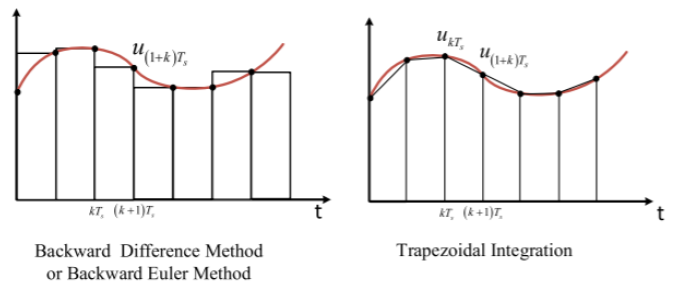 u_{(1+k)T_s}
kT_s (k+1)T_s
t
Backward Difference Method
or Backward Euler Method
u_{kT_s}
u_{(1+k)T_s}
kT_s (k+1)T_s
t
Trapezoidal Integration